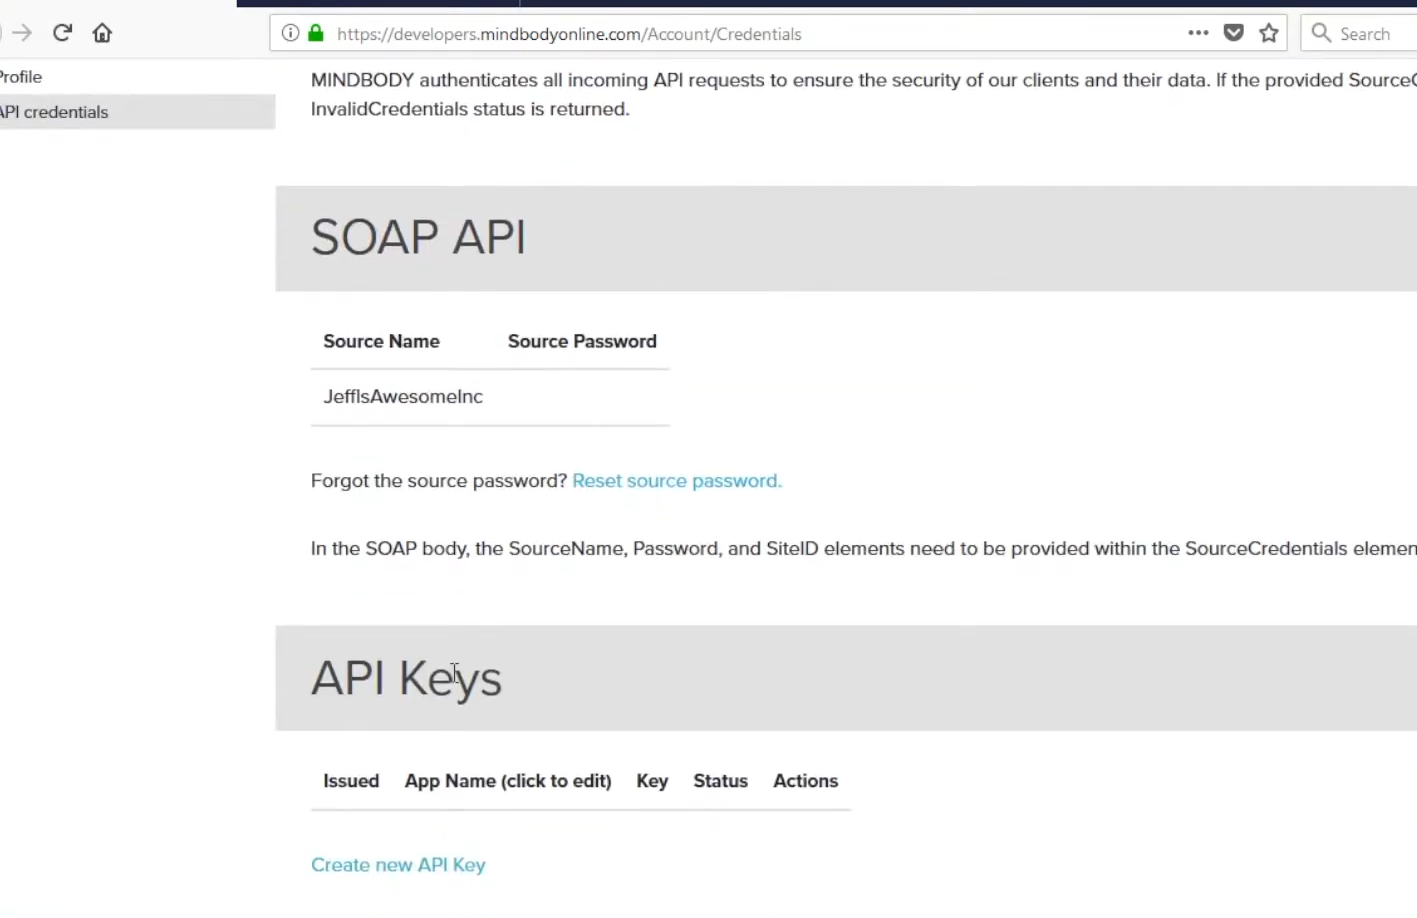 https://developers.mindbodyonline.com/Account/Credentials
Search
Profile
API credentials
MINDBODY authenticates all incoming API requests to ensure the security of our clients and their data. If the provided
InvalidCredentials status is returned.
SOAP API
Source Name Source Password
JeffIsAwesomeInc
Forgot the source password? Reset source password.
In the SOAP body, the SourceName, Password, and SiteID elements need to be provided within the SourceCredentials
API Keys
Issued App Name (click to edit) Key Status Actions
Create new API Key